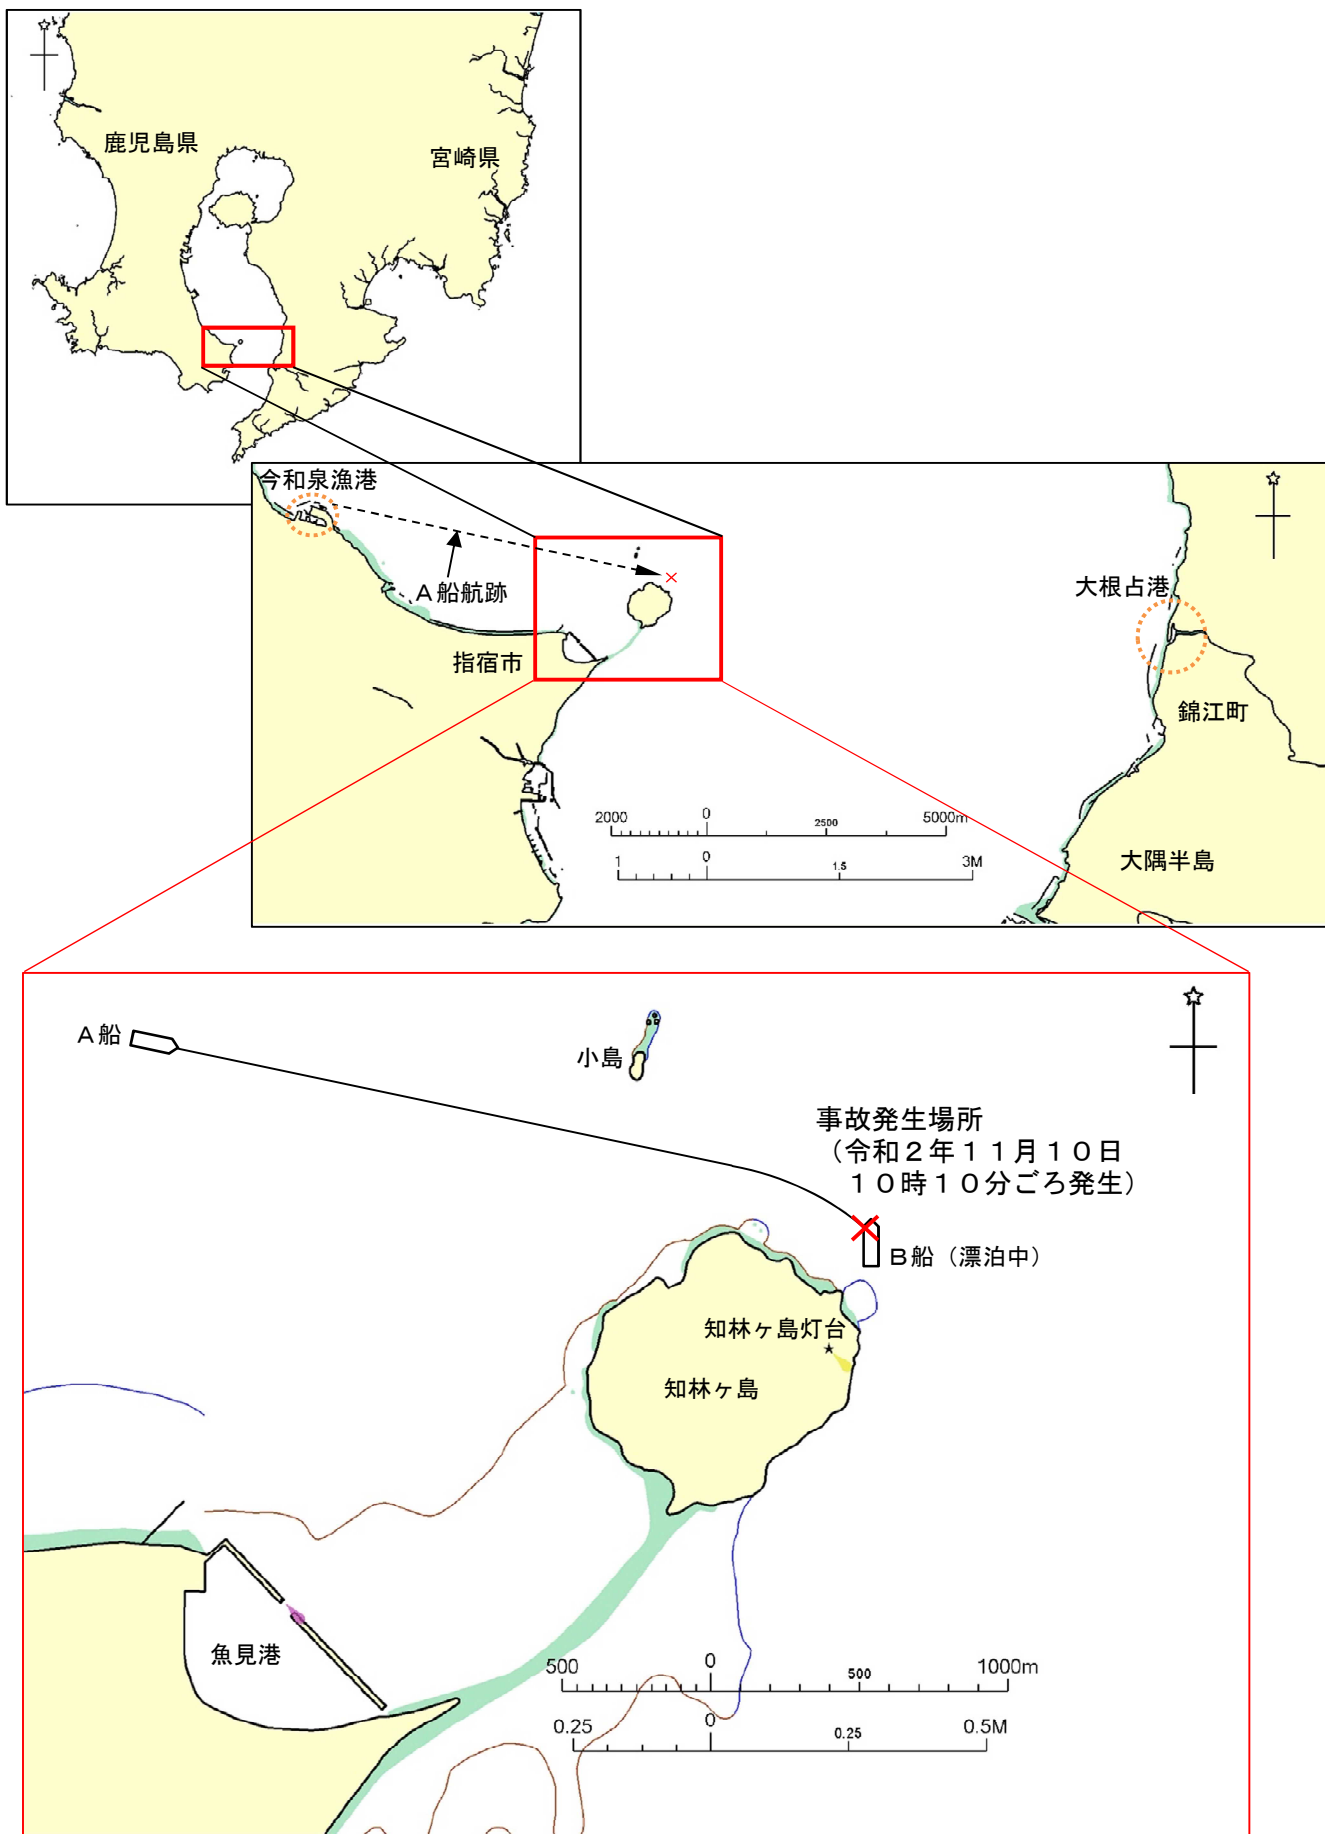 鹿児島県
宮崎県
今和泉漁港
A船航跡
大根占港
指宿市
錦江町
2000 0 2500 5000m
1 0 1.5 3M
大隅半島
A船
小島
事故発生場所
（令和２年１１月１０日
１０時１０分ごろ発生）
B船（漂泊中）
知林ヶ島灯台
知林ヶ島
魚見港
500 0 500 1000m
0.25 0 0.25 0.5M